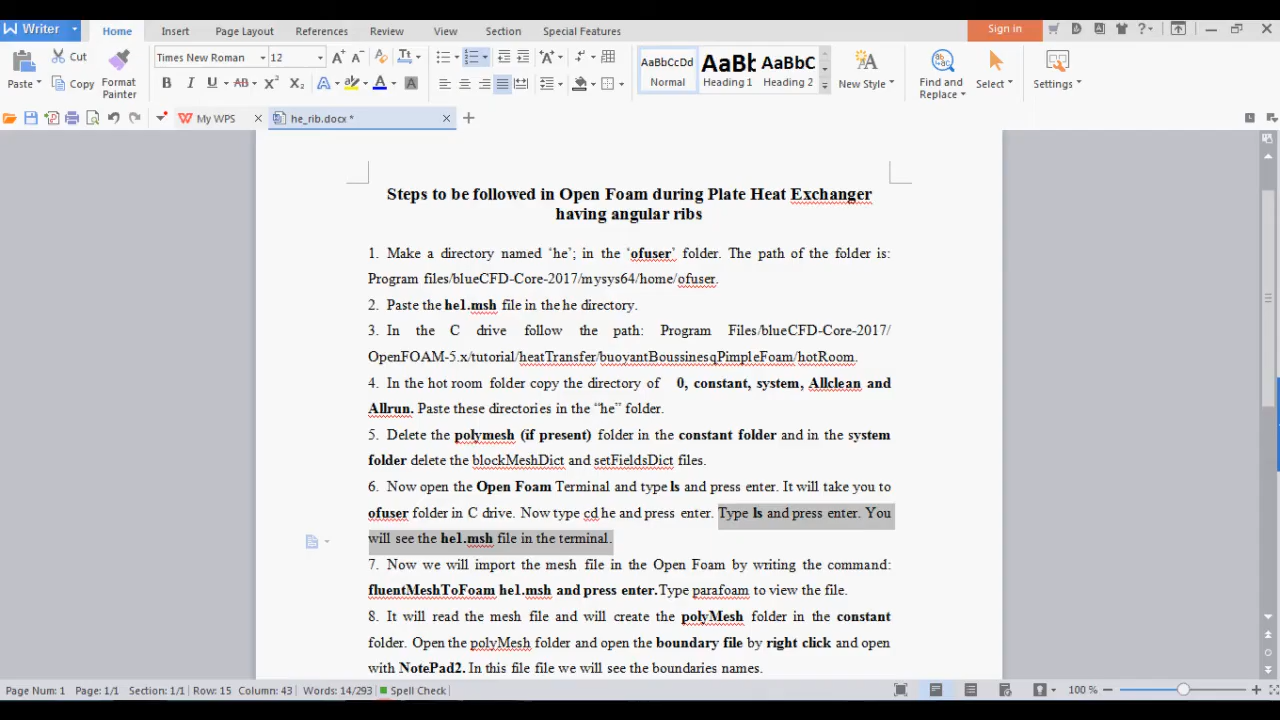 Writer Home Insert Page Layout References Review View Section Special Features Sign in
Paste Cut Copy Format Painter Times New Roman 12 B I U AB X² X₂ A A A
AaBbCcDd Normal AaBb Heading 1 AaBbC Heading 2 New Style Find and Replace Select Settings
My WPS he_rib.docx *
Steps to be followed in Open Foam during Plate Heat Exchanger
having angular ribs
1. Make a directory named ‘he’; in the ‘ofuser’ folder. The path of the folder is:
Program files/blueCFD-Core-2017/mysys64/home/ofuser.
2. Paste the he1.msh file in the he directory.
3. In the C drive follow the path: Program Files/blueCFD-Core-2017/
OpenFOAM-5.x/tutorial/heatTransfer/buoyantBoussinesqPimpleFoam/hotRoom.
4. In the hot room folder copy the directory of 0, constant, system, Allclean and
Allrun. Paste these directories in the “he” folder.
5. Delete the polymesh (if present) folder in the constant folder and in the system
folder delete the blockMeshDict and setFieldsDict files.
6. Now open the Open Foam Terminal and type ls and press enter. It will take you to
ofuser folder in C drive. Now type cd he and press enter. Type ls and press enter. You
will see the he1.msh file in the terminal.
7. Now we will import the mesh file in the Open Foam by writing the command:
fluentMeshToFoam he1.msh and press enter.Type parafoam to view the file.
8. It will read the mesh file and will create the polyMesh folder in the constant
folder. Open the polyMesh folder and open the boundary file by right click and open
with NotePad2. In this file file we will see the boundaries names.
Page Num: 1 Page: 1/1 Section: 1/1 Row: 15 Column: 43 Words: 14/293 Spell Check 100 %